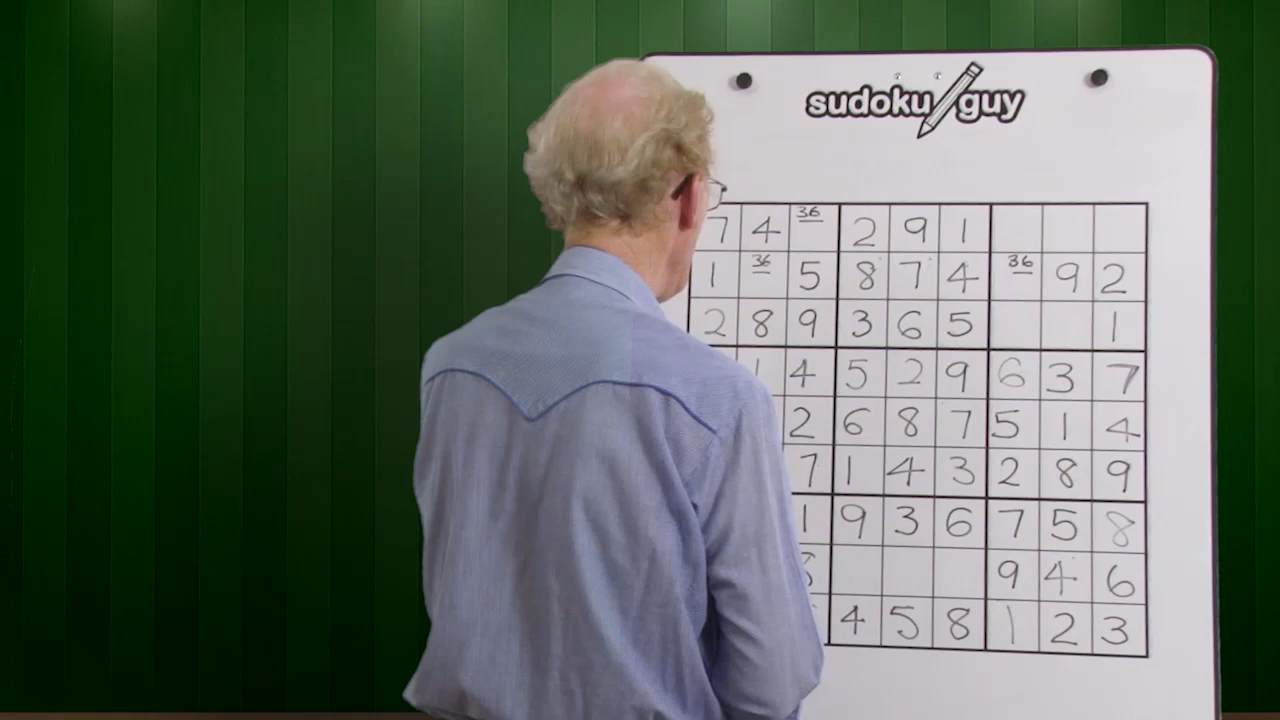 sudoku guy
7 4 36 2 9 1
1 36 5 8 7 4 36 9 2
2 8 9 3 6 5 1
1 4 5 2 9 6 3 7
2 6 8 7 5 1 4
7 1 4 3 2 8 9
1 9 3 6 7 5 8
9 4 6
4 5 8 1 2 3